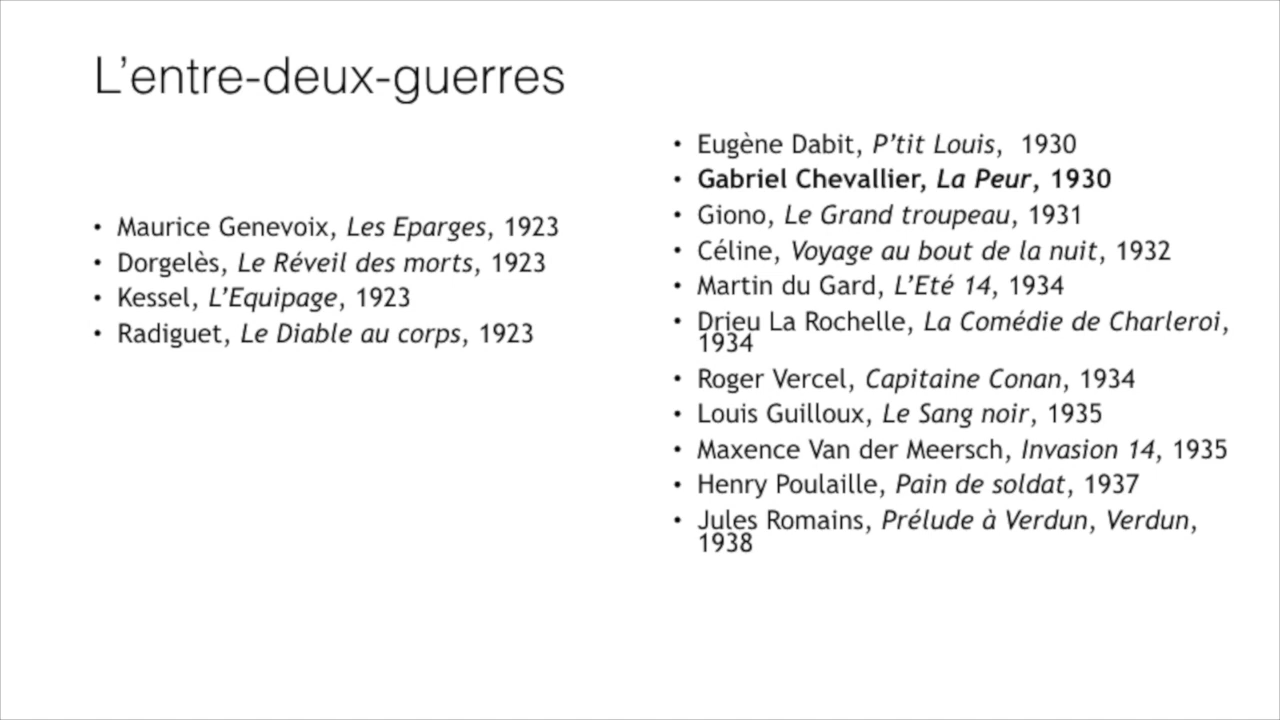 L’entre-deux-guerres
• Maurice Genevoix, Les Eparges, 1923
• Dorgelès, Le Réveil des morts, 1923
• Kessel, L’Equipage, 1923
• Radiguet, Le Diable au corps, 1923
• Eugène Dabit, P’tit Louis, 1930
• Gabriel Chevallier, La Peur, 1930
• Giono, Le Grand troupeau, 1931
• Céline, Voyage au bout de la nuit, 1932
• Martin du Gard, L’Eté 14, 1934
• Drieu La Rochelle, La Comédie de Charleroi,
1934
• Roger Vercel, Capitaine Conan, 1934
• Louis Guilloux, Le Sang noir, 1935
• Maxence Van der Meersch, Invasion 14, 1935
• Henry Poulaille, Pain de soldat, 1937
• Jules Romains, Prélude à Verdun, Verdun,
1938